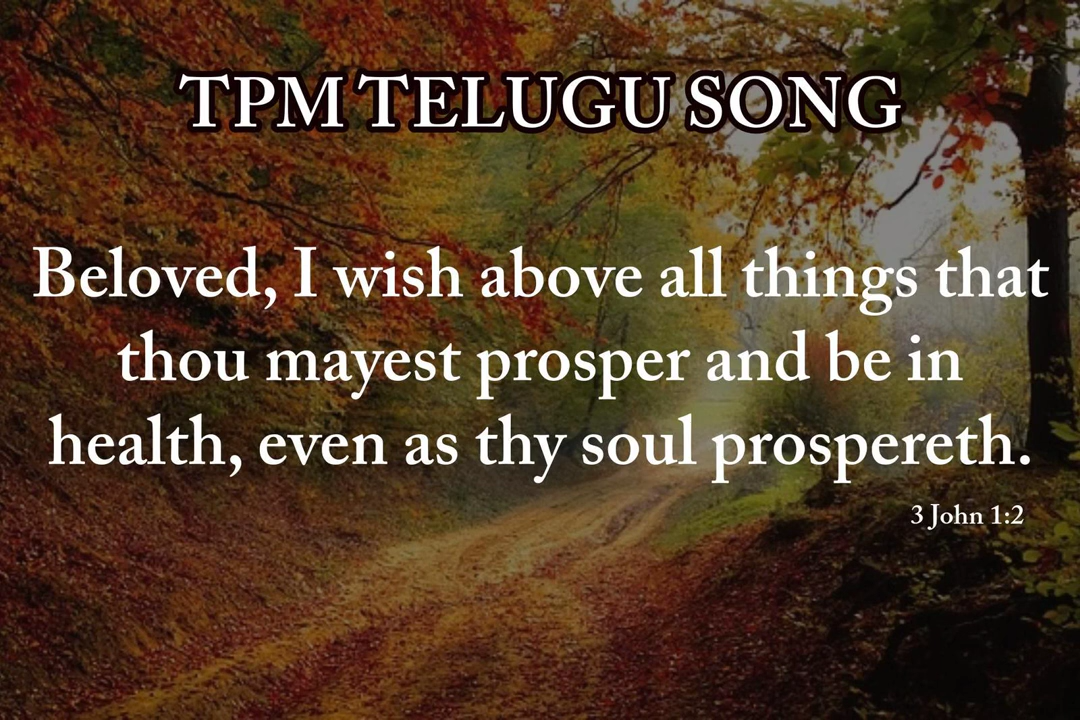 TPM TELUGU SONG
Beloved, I wish above all things that
thou mayest prosper and be in
health, even as thy soul prospereth.
3 John 1:2